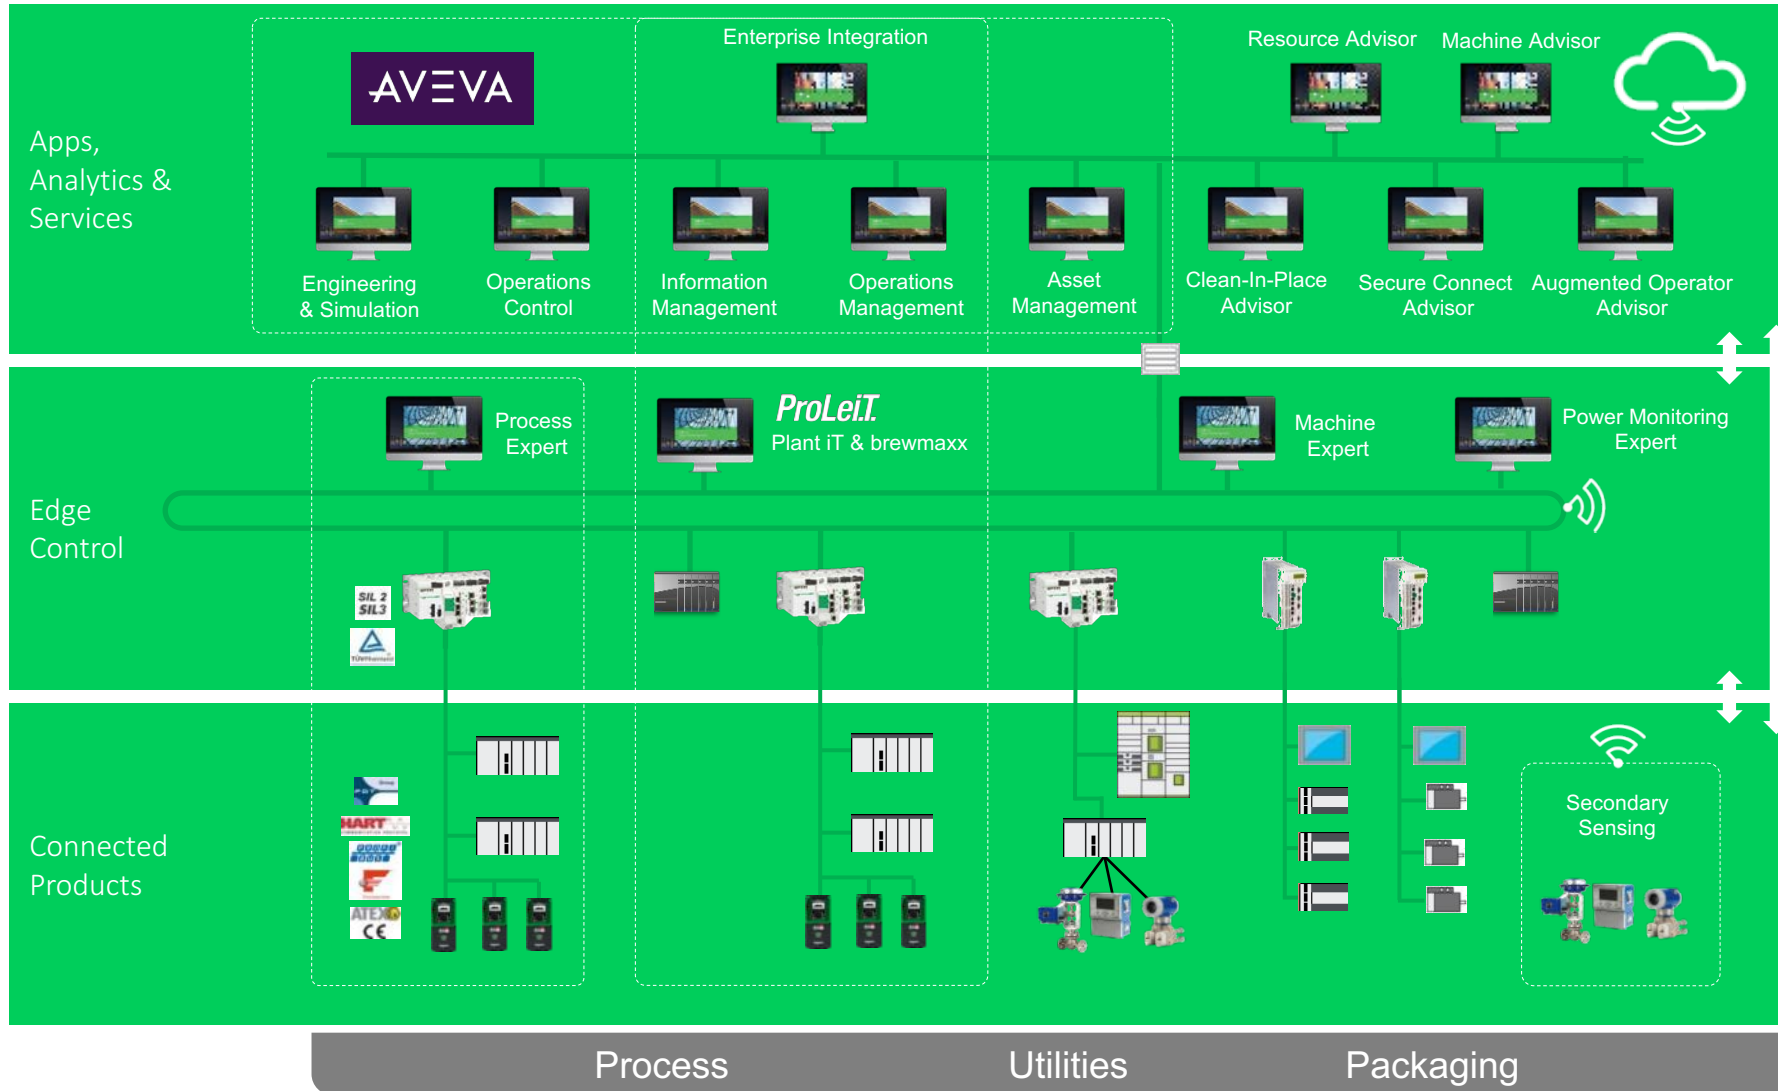 Enterprise Integration
Resource Advisor
Machine Advisor
AVEVA
Apps,
Analytics &
Services
Engineering
& Simulation
Operations
Control
Information
Management
Operations
Management
Asset
Management
Clean-In-Place
Advisor
Secure Connect
Advisor
Augmented Operator
Advisor
Process
Expert
ProLeiT
Plant iT & brewmaxx
Machine
Expert
Power Monitoring
Expert
Edge
Control
SIL 2
SIL3
TÜVRheinland
Connected
Products
HART
ATEX
CE
Secondary
Sensing
Process
Utilities
Packaging